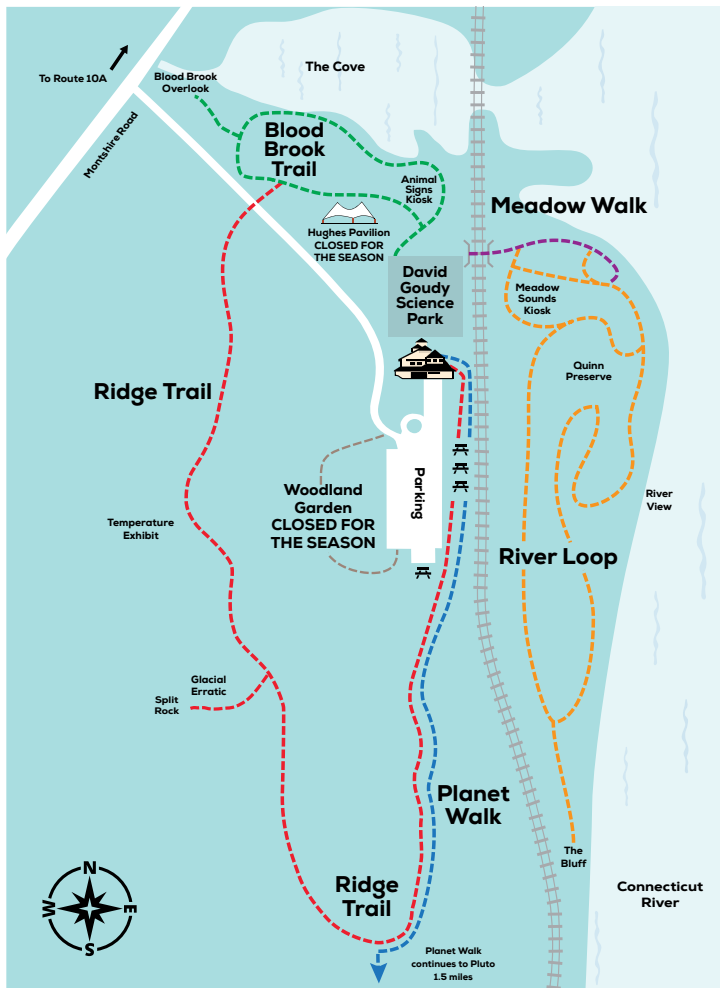 The Cove
To Route 10A
Blood Brook
Overlook
Montshire Road
Blood
Brook
Trail
Animal
Signs
Kiosk
Meadow Walk
Hughes Pavilion
CLOSED FOR
THE SEASON
David
Goudy
Science
Park
Meadow
Sounds
Kiosk
Quinn
Preserve
Ridge Trail
Woodland
Garden
CLOSED FOR
THE SEASON
Parking
River
View
Temperature
Exhibit
River Loop
Glacial
Erratic
Split
Rock
Planet
Walk
The
Bluff
Ridge
Trail
Connecticut
River
N
W
E
S
Planet Walk
continues to Pluto
1.5 miles